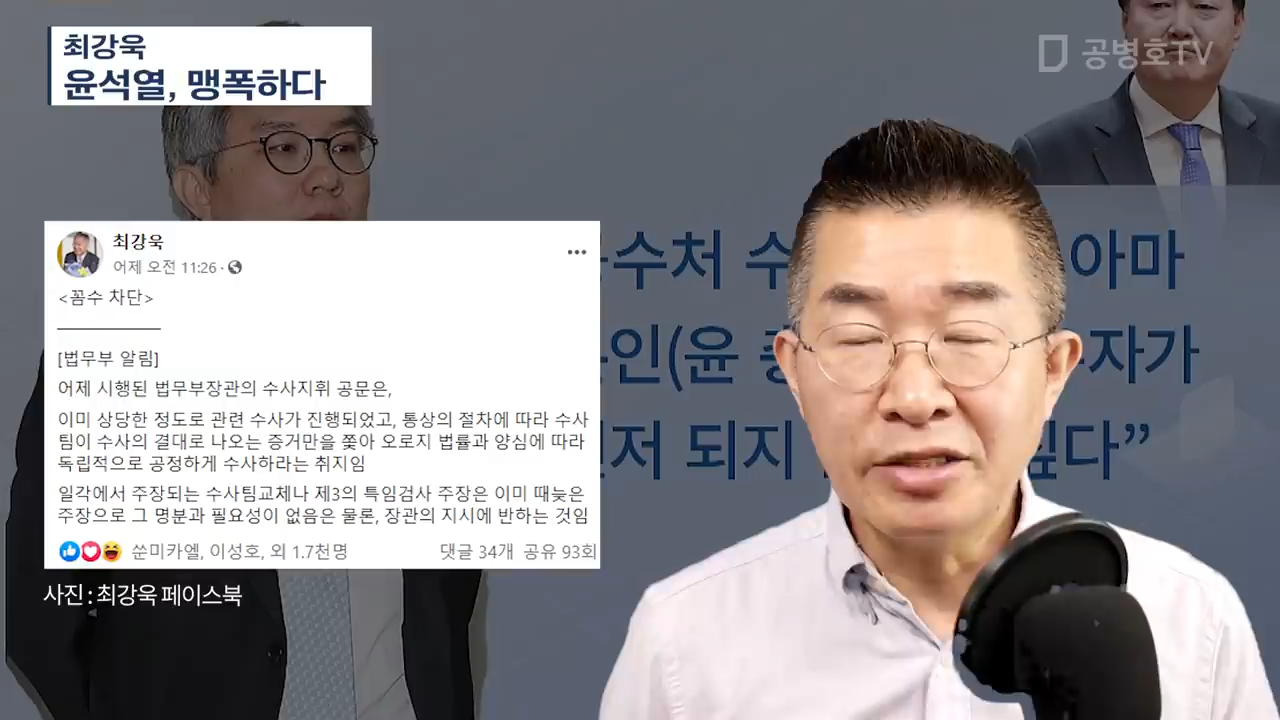 최강욱
윤석열, 맹폭하다
공병호TV
최강욱
어제 오전 11:26
<꼼수 차단>
[법무부 알림]
어제 시행된 법무부장관의 수사지휘 공문은,
이미 상당한 정도로 관련 수사가 진행되었고, 통상의 절차에 따라 수사
팀이 수사의 결대로 나오는 증거만을 쫓아 오로지 법률과 양심에 따라
독립적으로 공정하게 수사하라는 취지임
일각에서 주장되는 수사팀교체나 제3의 특임검사 주장은 이미 때늦은
주장으로 그 명분과 필요성이 없음은 물론, 장관의 지시에 반하는 것임
쑨미카엘, 이성호, 외 1.7천명
댓글 34개 공유 93회
사진 : 최강욱 페이스북
수처 아마
인(윤
되지